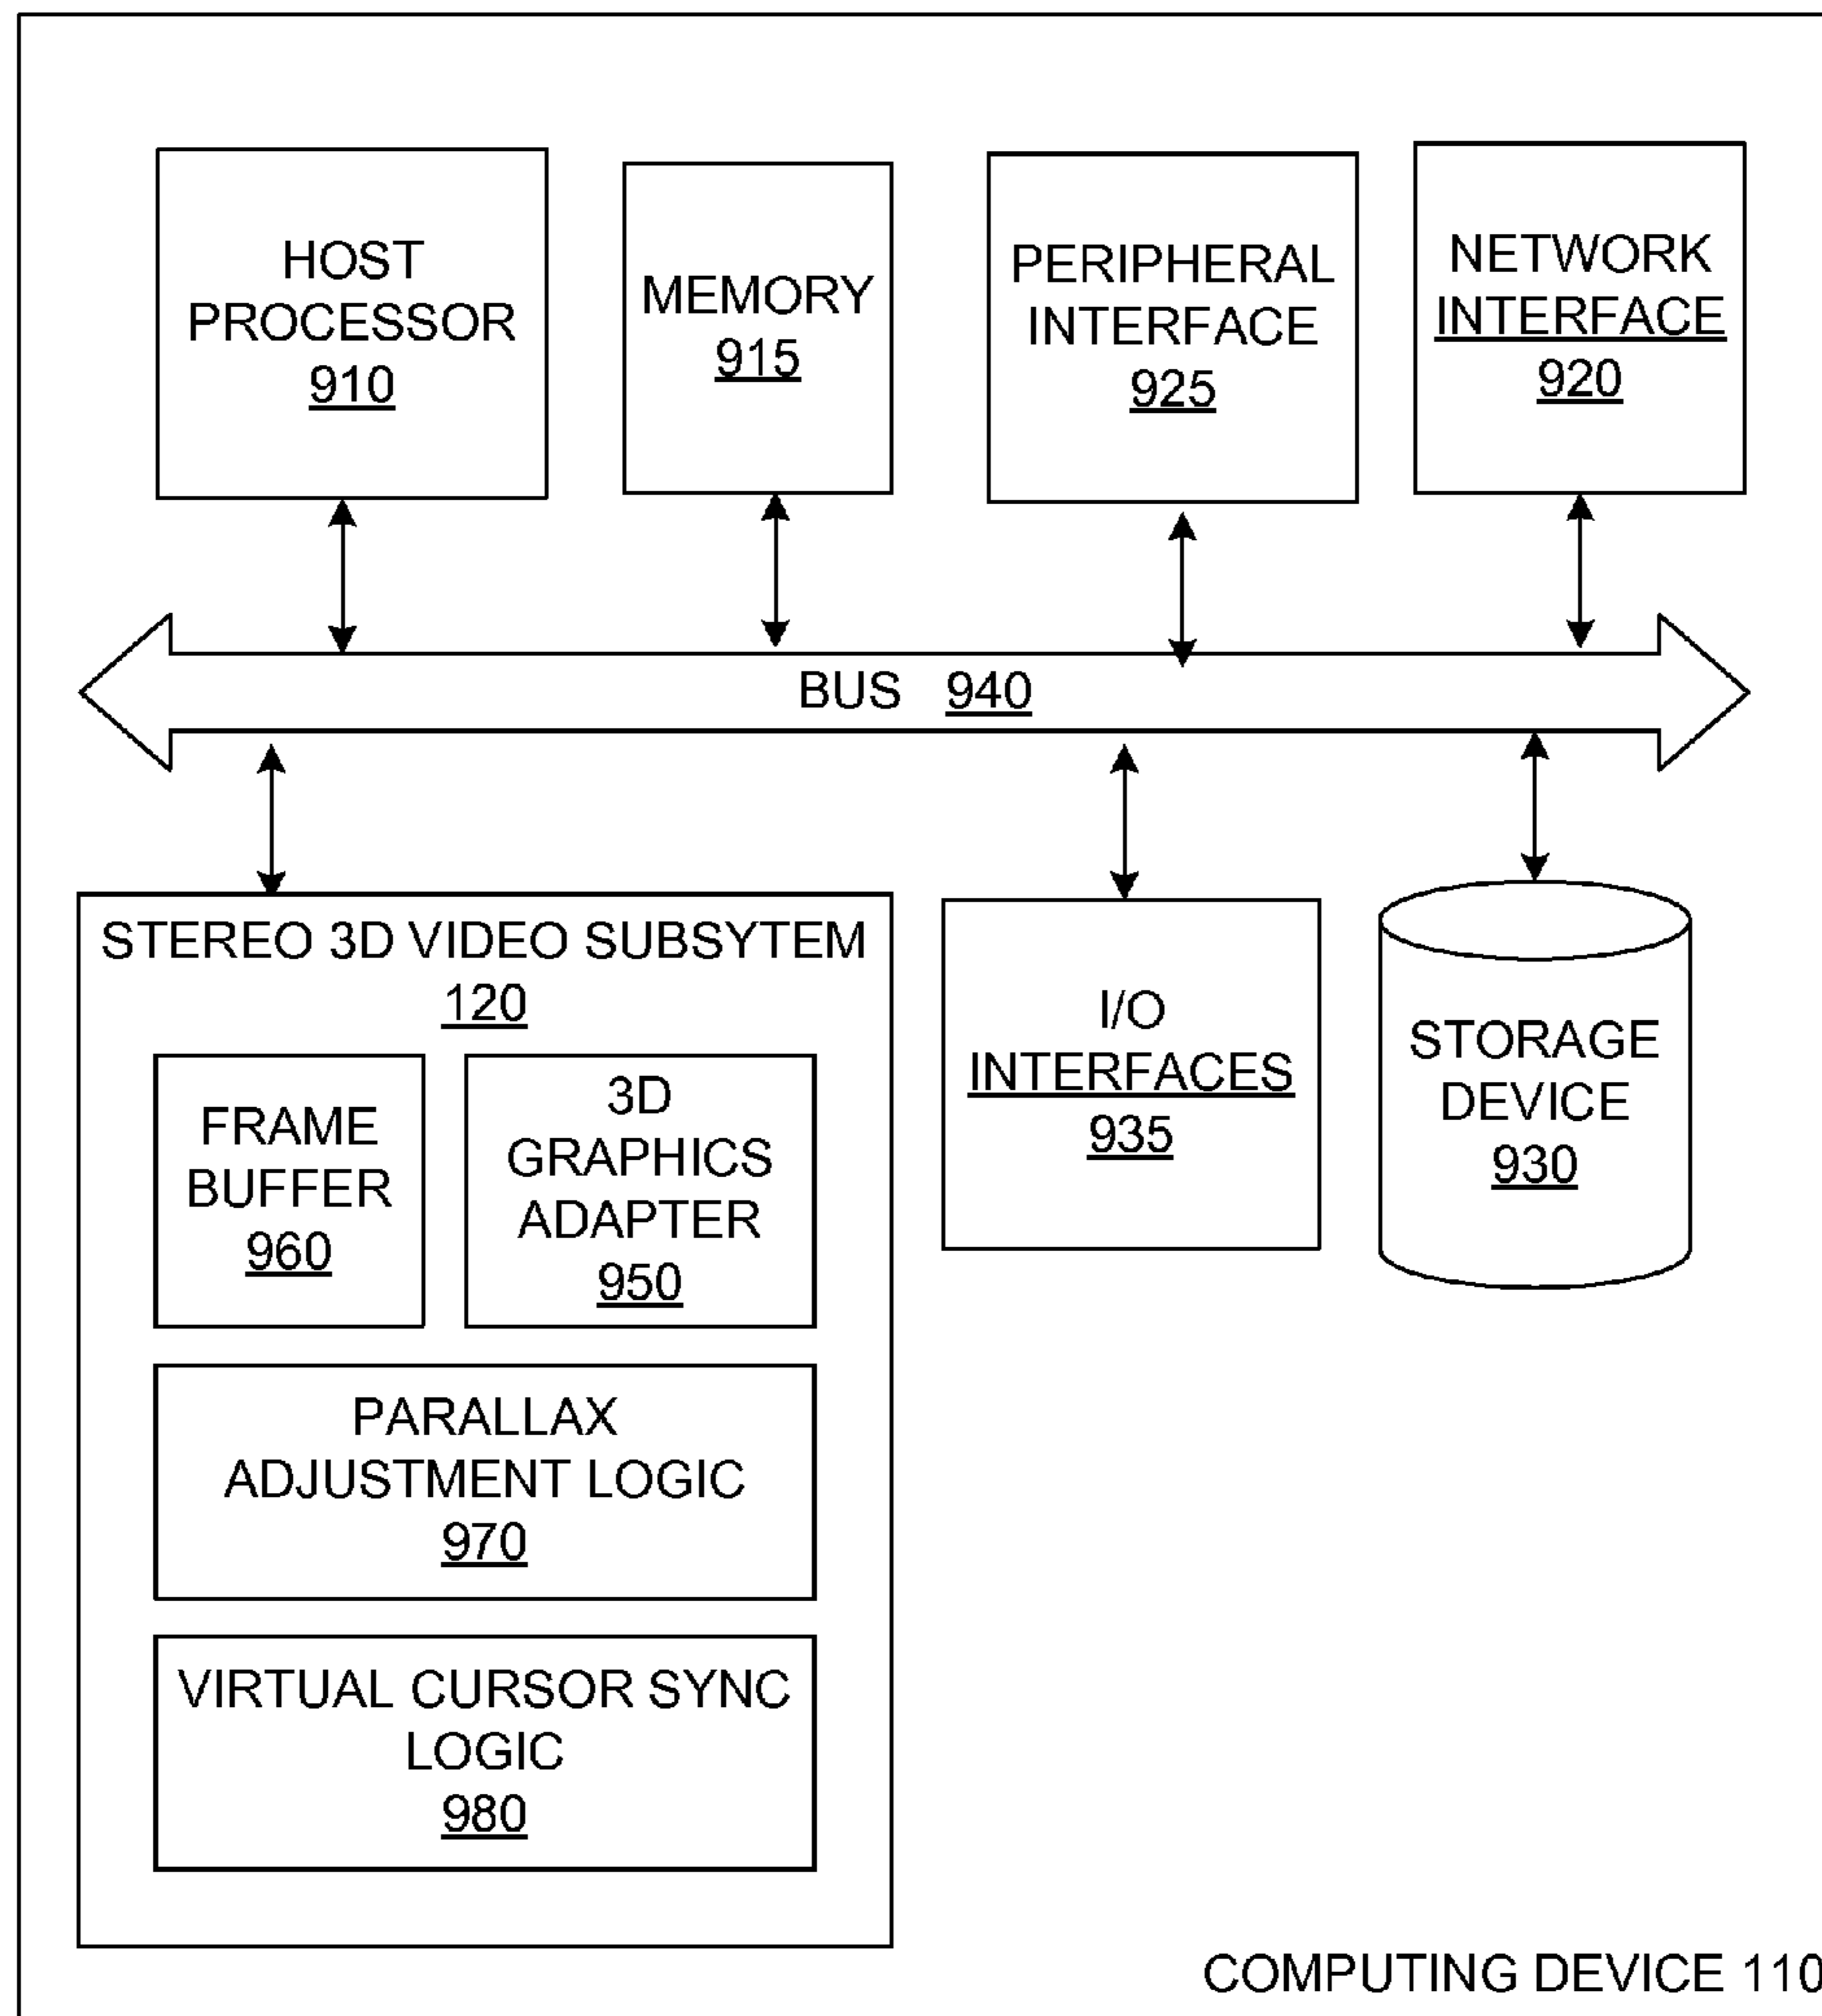 HOST
PROCESSOR
910
MEMORY
915
PERIPHERAL
INTERFACE
925
NETWORK
INTERFACE
920
BUS 940
STEREO 3D VIDEO SUBSYTEM
120
FRAME
BUFFER
960
3D
GRAPHICS
ADAPTER
950
PARALLAX
ADJUSTMENT LOGIC
970
VIRTUAL CURSOR SYNC
LOGIC
980
I/O
INTERFACES
935
STORAGE
DEVICE
930
COMPUTING DEVICE 110